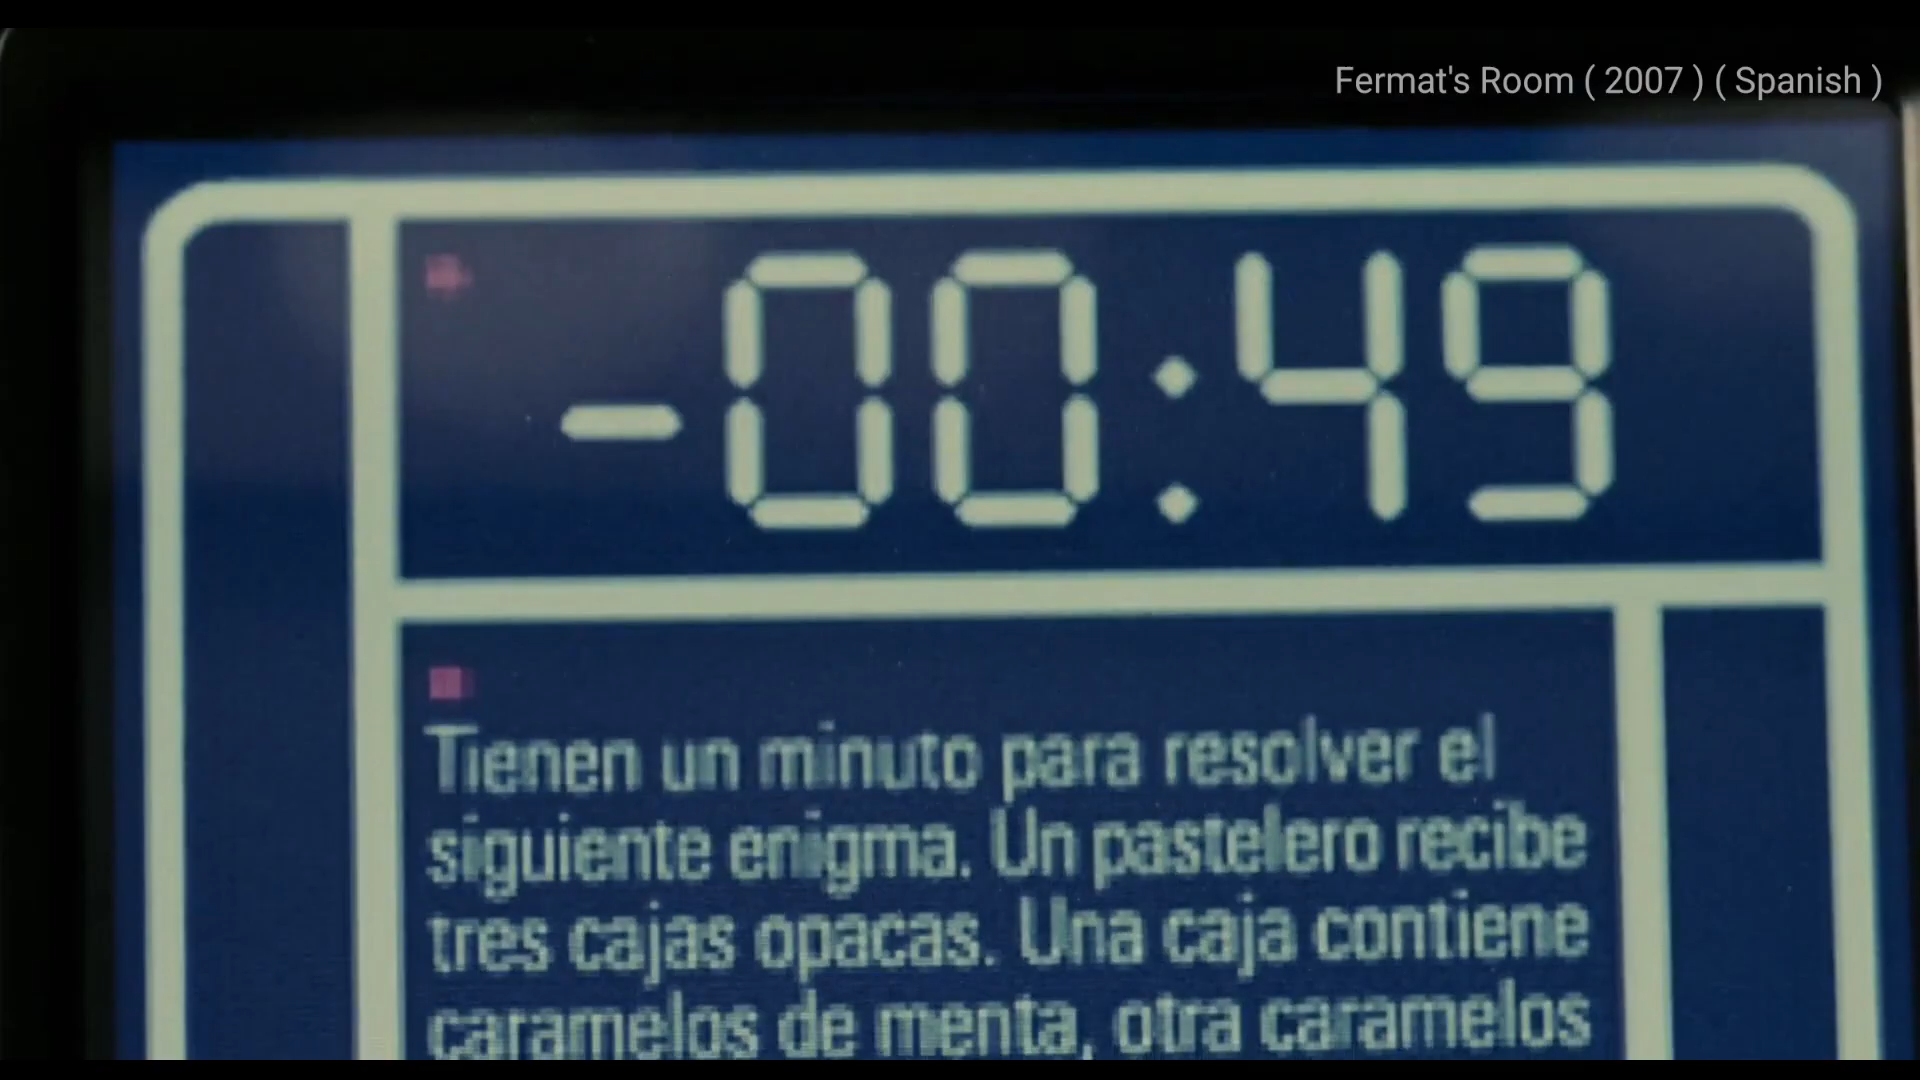 Fermat's Room ( 2007 ) ( Spanish )
-00:49
Tienen un minuto para resolver el
siguiente enigma. Un pastelero recibe
tres cajas opacas. Una caja contiene
caramelos de menta, otra caramelos